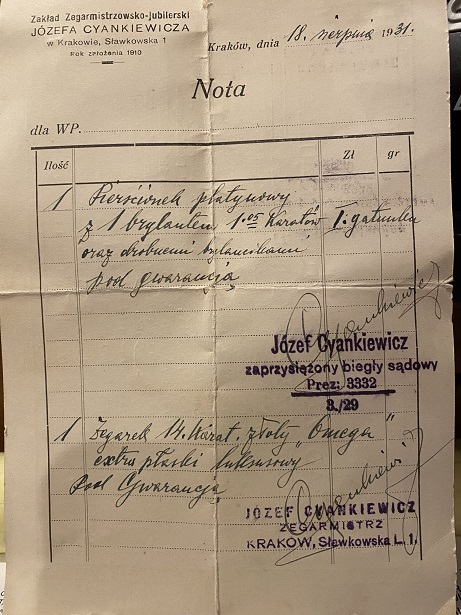 Zakład Zegarmistrzowsko-jubilerski
JÓZEFA CYANKIEWICZA
w Krakowie, Sławkowska 1
Rok założenia 1910
Kraków, dnia 18. sierpnia 1931.
Nota
dla WP.
Ilość Zł gr
1 Pierścionek platynowy
z 1 brylantem 1.05 Karatów I. gatunku
oraz drobnemi brylancikami
pod gwarancją
Józef Cyankiewicz
zaprzysiężony biegły sądowy
Prez: 3332
3./29
1 Zegarek 14. Karat. złoty „Omega"
extra płaski luksusowy
Pod Gwarancją
JÓZEF CYANKIEWICZ
ZEGARMISTRZ
KRAKÓW, Sławkowska L. 1.